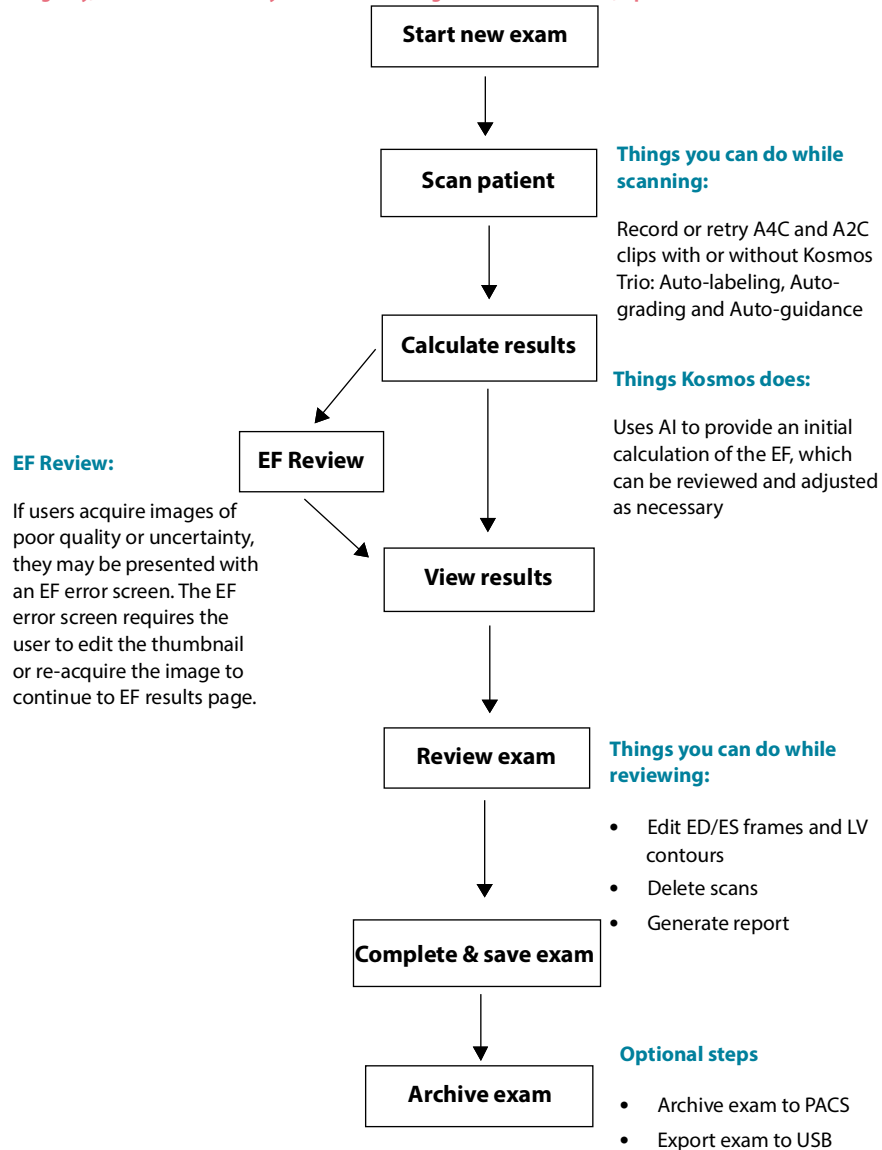 Start new exam
Scan patient
Things you can do while
scanning:
Record or retry A4C and A2C
clips with or without Kosmos
Trio: Auto-labeling, Auto-
grading and Auto-guidance
Calculate results
Things Kosmos does:
Uses AI to provide an initial
calculation of the EF, which
can be reviewed and adjusted
as necessary
EF Review
EF Review:
If users acquire images of
poor quality or uncertainty,
they may be presented with
an EF error screen. The EF
error screen requires the
user to edit the thumbnail
or re-acquire the image to
continue to EF results page.
View results
Review exam
Things you can do while
reviewing:
• Edit ED/ES frames and LV
contours
• Delete scans
• Generate report
Complete & save exam
Archive exam
Optional steps
• Archive exam to PACS
• Export exam to USB